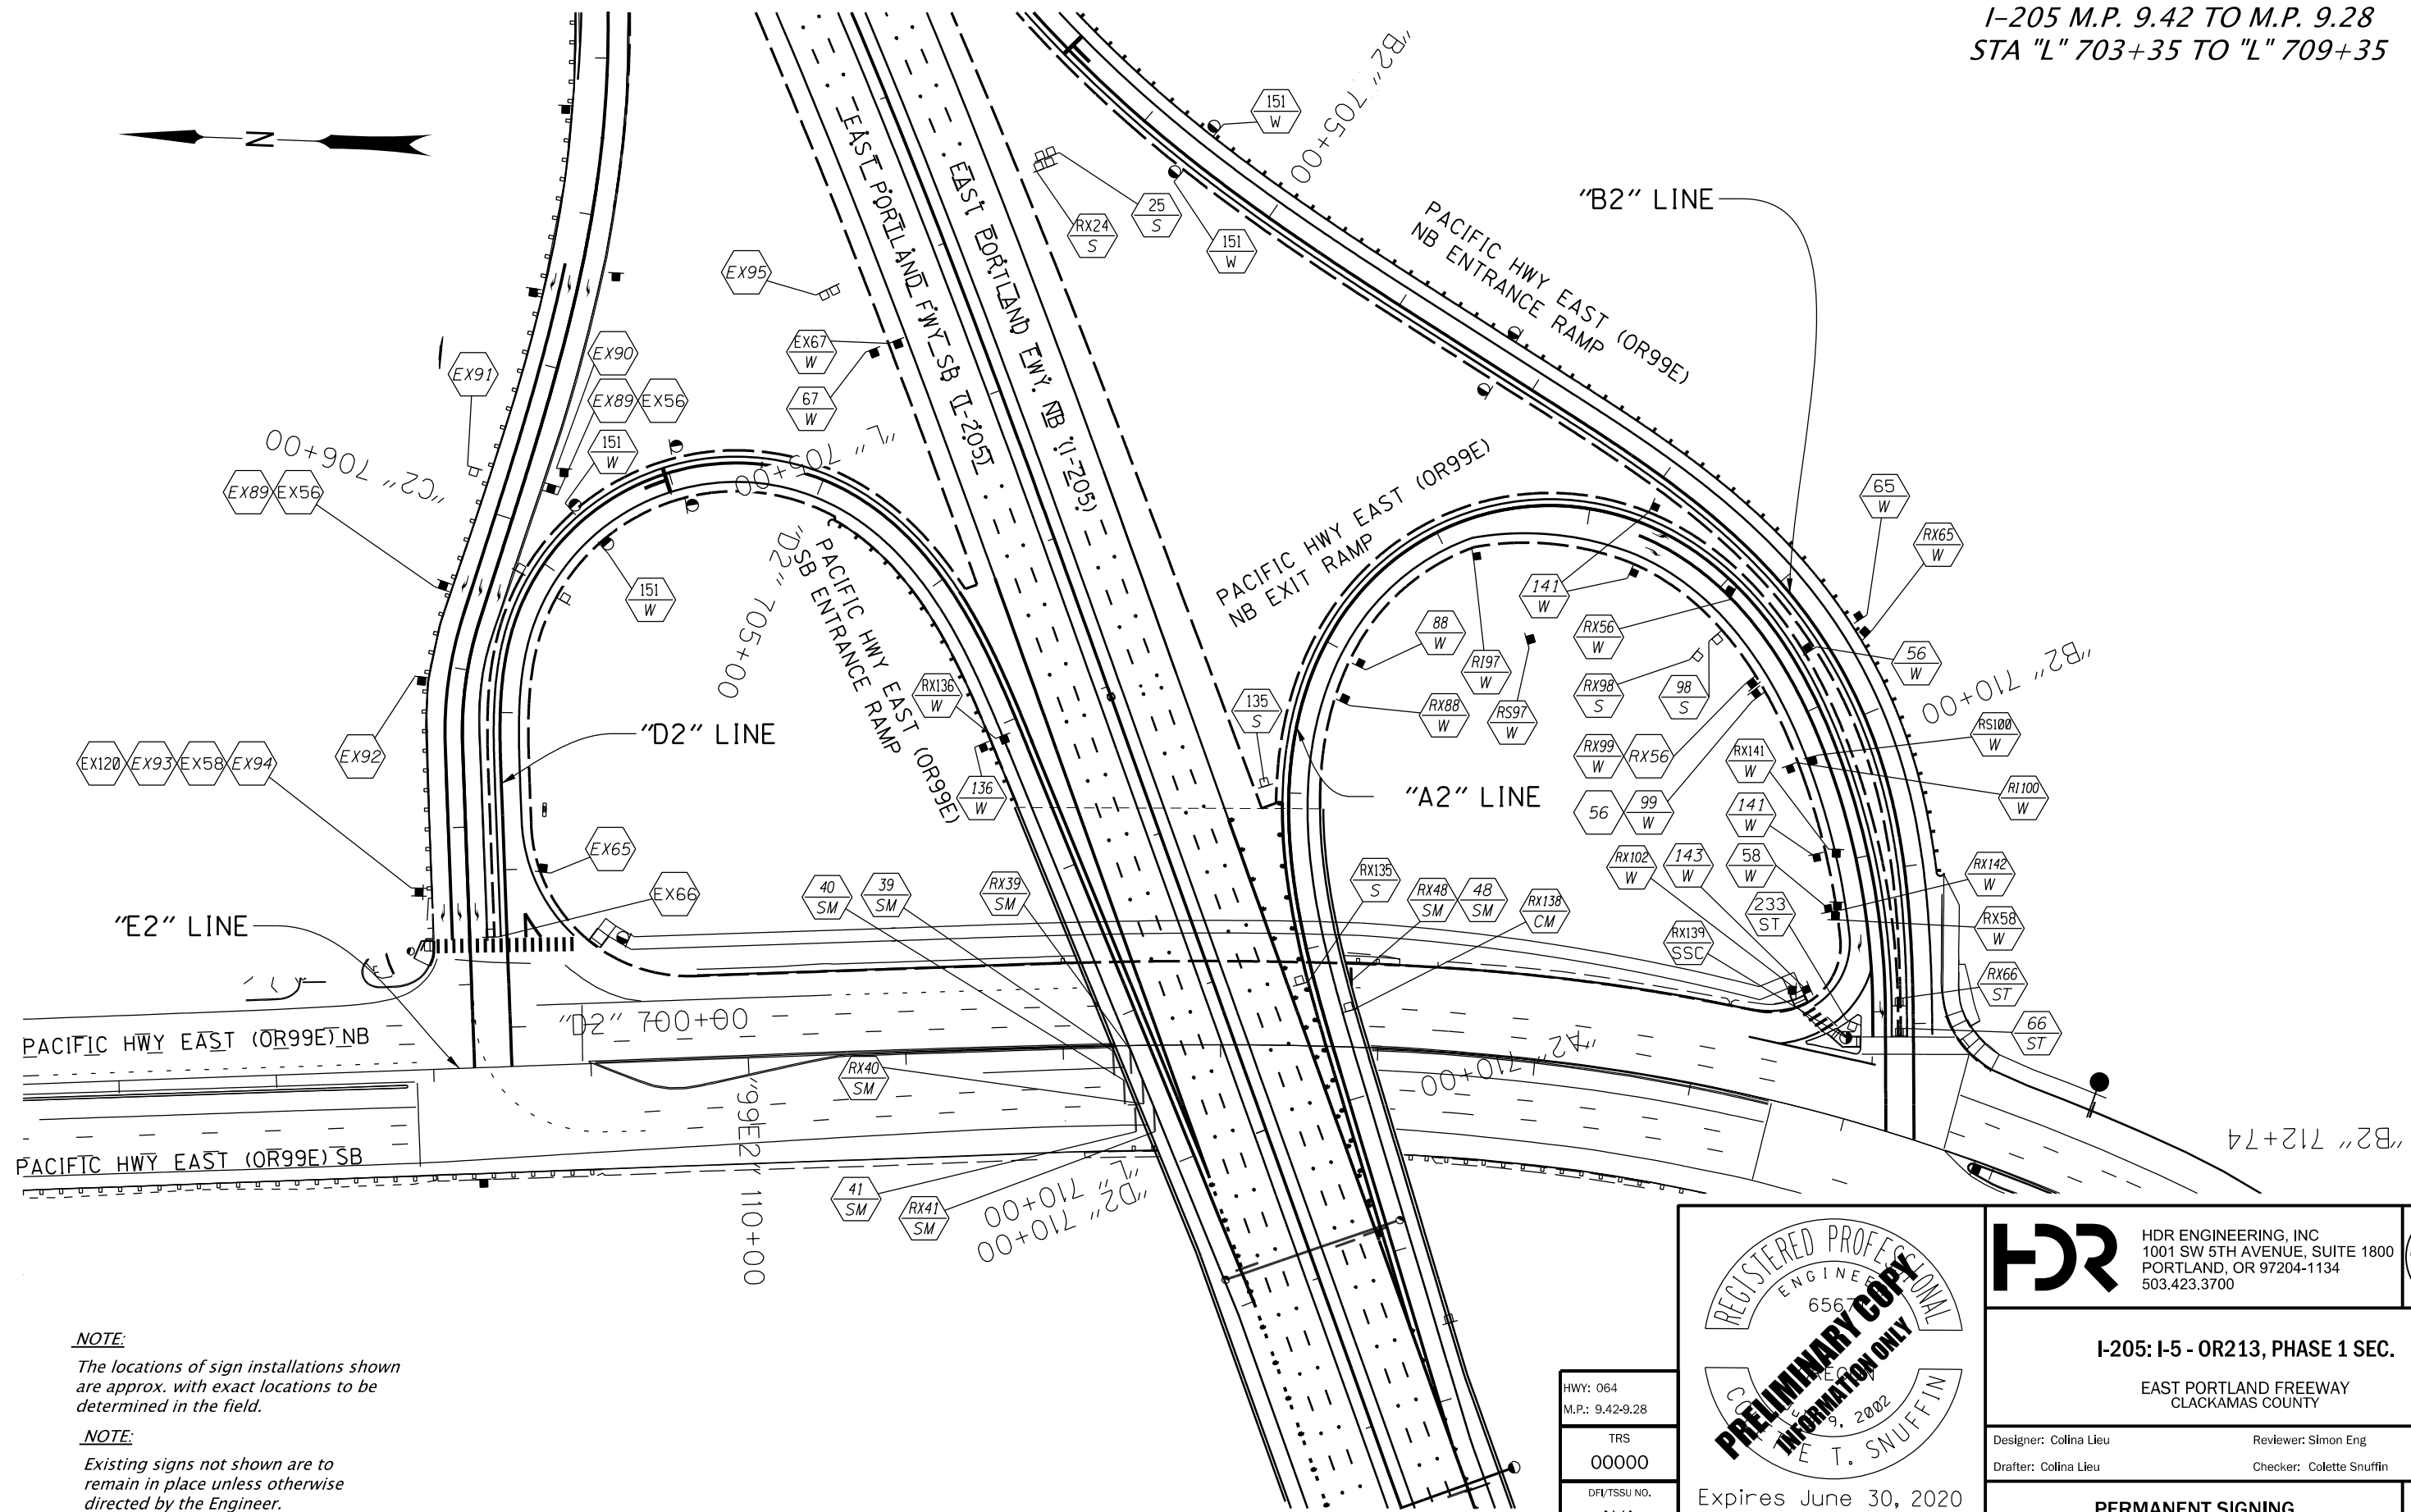 I-205 M.P. 9.42 TO M.P. 9.28
STA "L" 703+35 TO "L" 709+35
N
EAST PORTLAND FWY SB (I-205)
EAST PORTLAND FWY. NB (I-205)
"B2" 705+00
"B2" LINE
PACIFIC HWY EAST (OR99E)
NB ENTRANCE RAMP
151
W
25
S
RX24
S
151
W
EX95
EX67
W
67
W
EX91
EX90
EX89 EX56
151
W
"C2" 706+00
EX89 EX56
"L" 705+00
151
W
"D2" 705+00
PACIFIC HWY EAST (OR99E)
SB ENTRANCE RAMP
PACIFIC HWY EAST (OR99E)
NB EXIT RAMP
65
W
RX65
W
141
W
88
W
RI97
W
RX56
W
56
W
RX88
W
RS97
W
RX98
S
98
S
"B2" 710+00
RX136
W
135
S
136
W
RX99
W
RX56
RX141
W
RS100
W
RI100
W
56
99
W
141
W
"A2" LINE
"D2" LINE
EX92
EX120 EX93 EX58 EX94
EX65
EX66
"E2" LINE
40
SM
39
SM
RX39
SM
RX135
S
RX48
SM
48
SM
RX138
CM
RX102
W
143
W
58
W
RX142
W
233
ST
RX58
W
RX139
SSC
RX66
ST
66
ST
PACIFIC HWY EAST (OR99E) NB
"D2" 700+00
"A2" 710+00
RX40
SM
"99E2" 110+00
PACIFIC HWY EAST (OR99E) SB
41
SM
RX41
SM
"L" 710+00
"D2" 710+00
"B2" 712+74
NOTE:
The locations of sign installations shown
are approx. with exact locations to be
determined in the field.
NOTE:
Existing signs not shown are to
remain in place unless otherwise
directed by the Engineer.
HWY: 064
M.P.: 9.42-9.28
TRS
00000
DFI/TSSU NO.
REGISTERED PROFESSIONAL
PRELIMINARY COPY
INFORMATION ONLY
9, 2002
T. SNUFFIN
Expires June 30, 2020
HDR
HDR ENGINEERING, INC
1001 SW 5TH AVENUE, SUITE 1800
PORTLAND, OR 97204-1134
503.423.3700
I-205: I-5 - OR213, PHASE 1 SEC.
EAST PORTLAND FREEWAY
CLACKAMAS COUNTY
Designer: Colina Lieu Reviewer: Simon Eng
Drafter: Colina Lieu Checker: Colette Snuffin
PERMANENT SIGNING